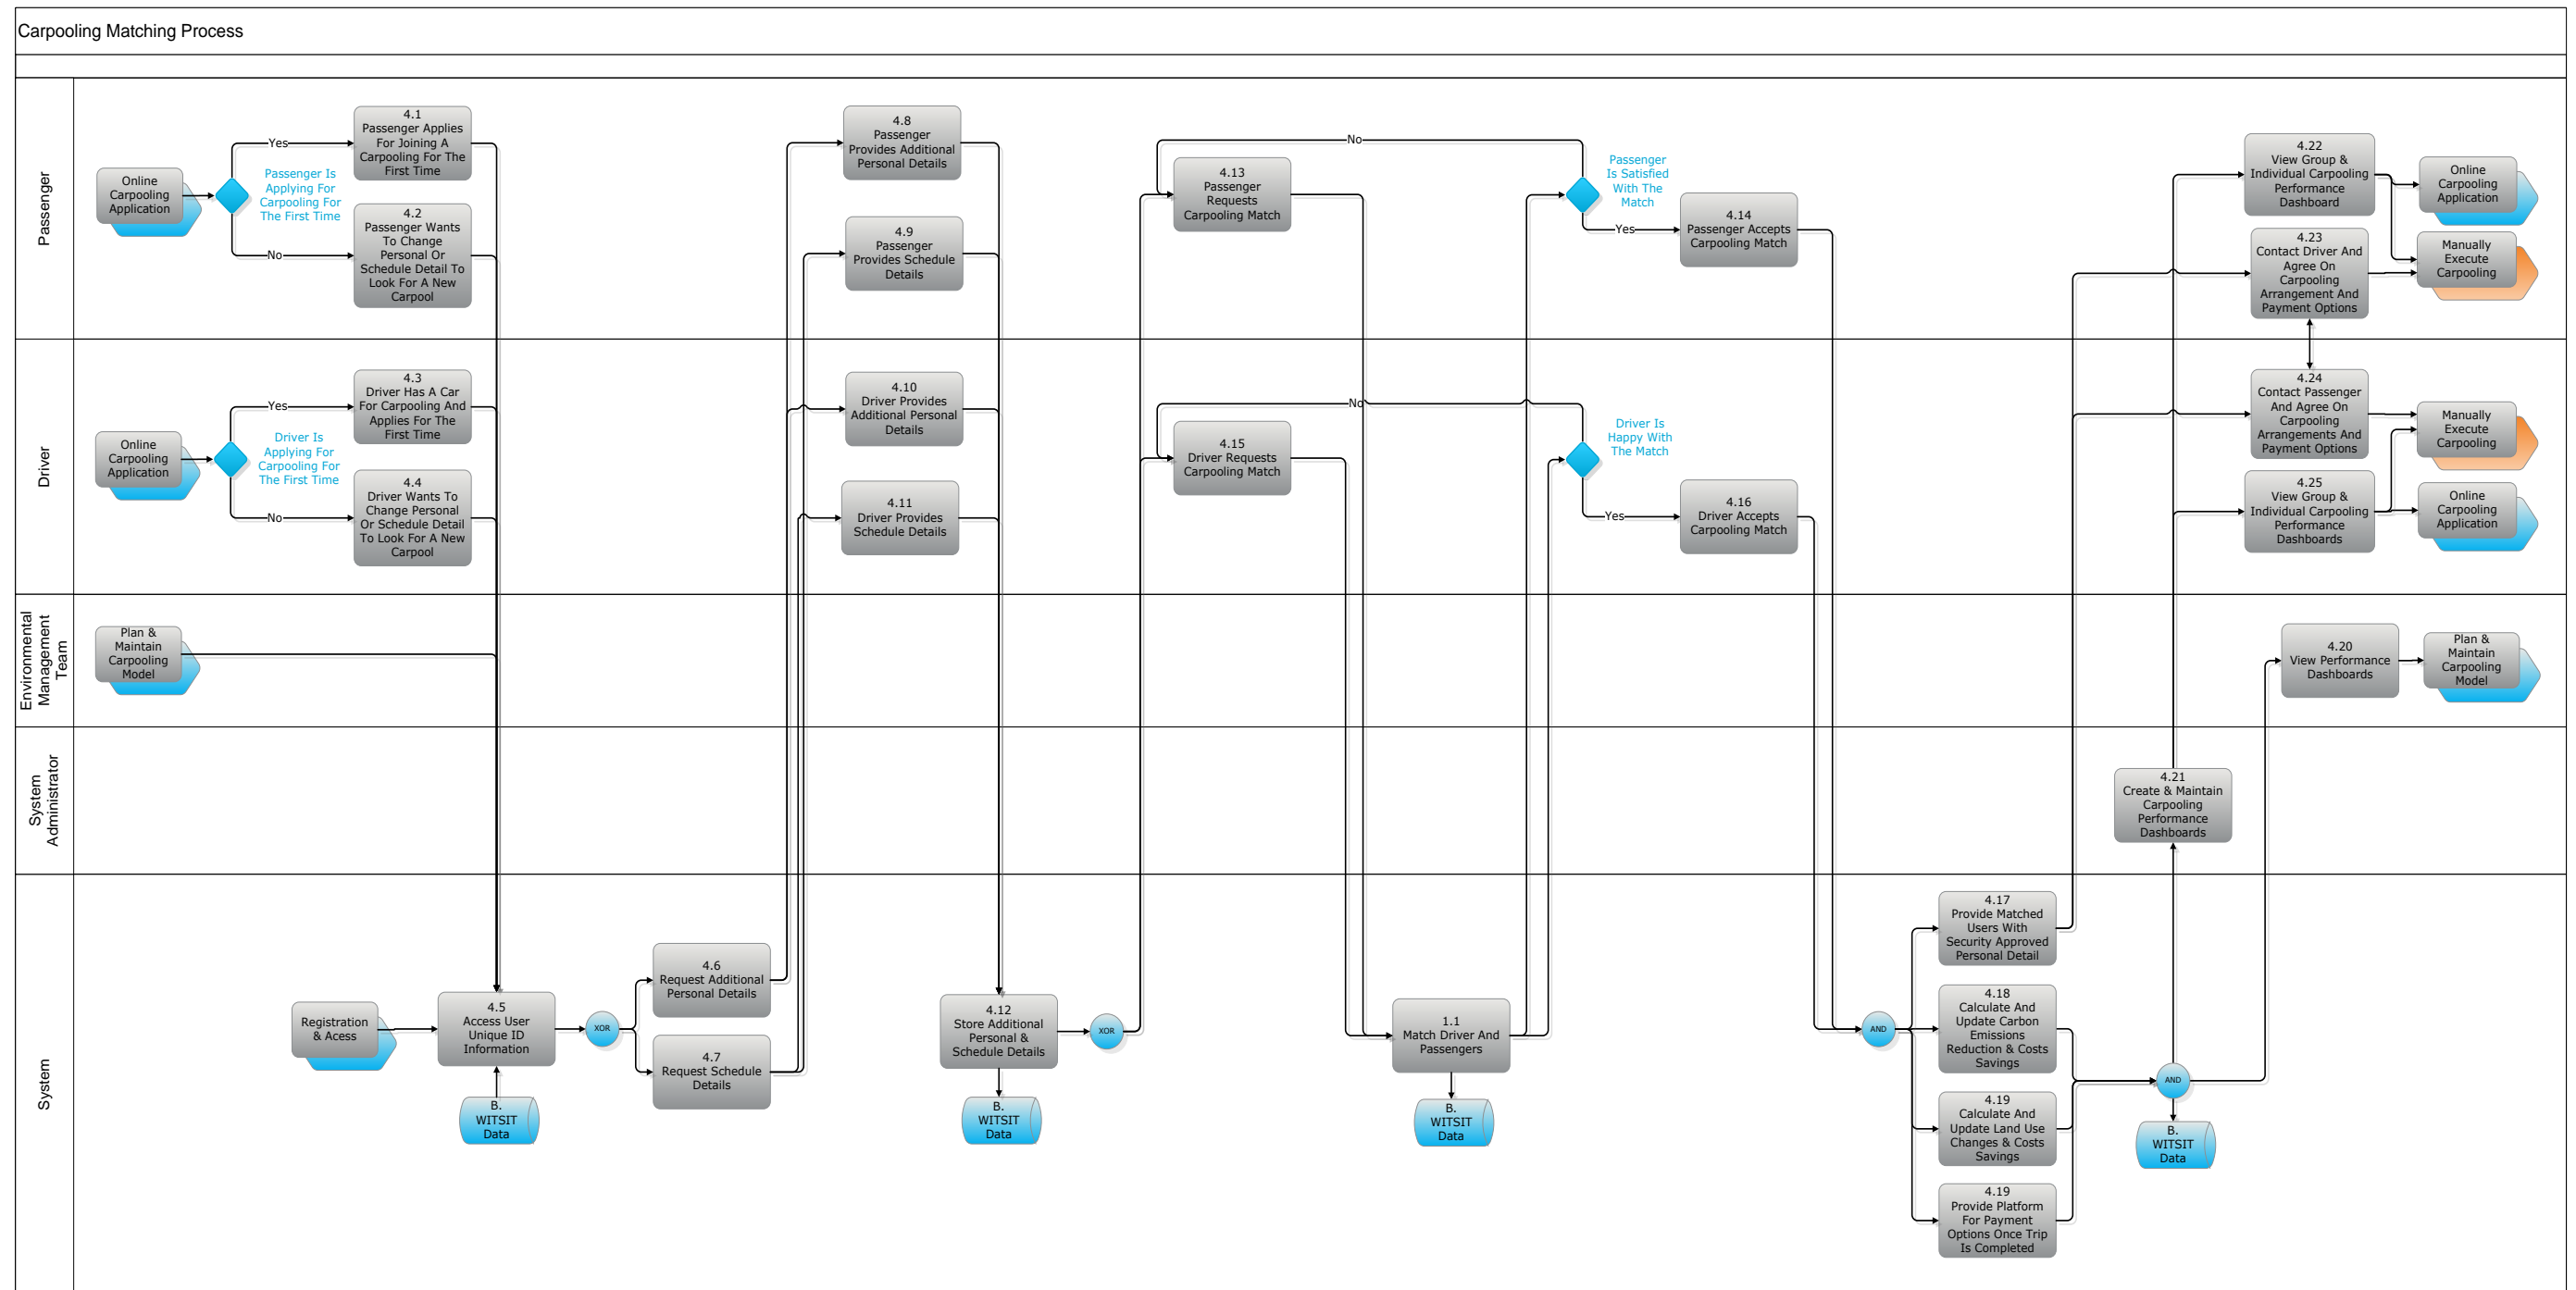 Carpooling Matching Process
Passenger
Online
Carpooling
Application
Yes
No
Passenger Is
Applying For
Carpooling For
The First Time
4.1
Passenger Applies
For Joining A
Carpooling For The
First Time
4.2
Passenger Wants
To Change
Personal Or
Schedule Detail To
Look For A New
Carpool
4.8
Passenger
Provides Additional
Personal Details
4.9
Passenger
Provides Schedule
Details
No
4.13
Passenger
Requests
Carpooling Match
Passenger
Is Satisfied
With The
Match
Yes
4.14
Passenger Accepts
Carpooling Match
4.22
View Group &
Individual Carpooling
Performance
Dashboard
Online
Carpooling
Application
4.23
Contact Driver And
Agree On
Carpooling
Arrangement And
Payment Options
Manually
Execute
Carpooling
Driver
Online
Carpooling
Application
Yes
No
Driver Is
Applying For
Carpooling For
The First Time
4.3
Driver Has A Car
For Carpooling And
Applies For The
First Time
4.4
Driver Wants To
Change Personal
Or Schedule Detail
To Look For A New
Carpool
4.10
Driver Provides
Additional Personal
Details
4.11
Driver Provides
Schedule Details
No
4.15
Driver Requests
Carpooling Match
Driver Is
Happy With
The Match
Yes
4.16
Driver Accepts
Carpooling Match
4.24
Contact Passenger
And Agree On
Carpooling
Arrangements And
Payment Options
Manually
Execute
Carpooling
4.25
View Group &
Individual Carpooling
Performance
Dashboards
Online
Carpooling
Application
Environmental
Management
Team
Plan &
Maintain
Carpooling
Model
4.20
View Performance
Dashboards
Plan &
Maintain
Carpooling
Model
System
Administrator
4.21
Create & Maintain
Carpooling
Performance
Dashboards
System
Registration
& Acess
4.5
Access User
Unique ID
Information
B.
WITSIT
Data
XOR
4.6
Request Additional
Personal Details
4.7
Request Schedule
Details
4.12
Store Additional
Personal &
Schedule Details
B.
WITSIT
Data
XOR
1.1
Match Driver And
Passengers
B.
WITSIT
Data
AND
4.17
Provide Matched
Users With
Security Approved
Personal Detail
4.18
Calculate And
Update Carbon
Emissions
Reduction & Costs
Savings
4.19
Calculate And
Update Land Use
Changes & Costs
Savings
4.19
Provide Platform
For Payment
Options Once Trip
Is Completed
AND
B.
WITSIT
Data